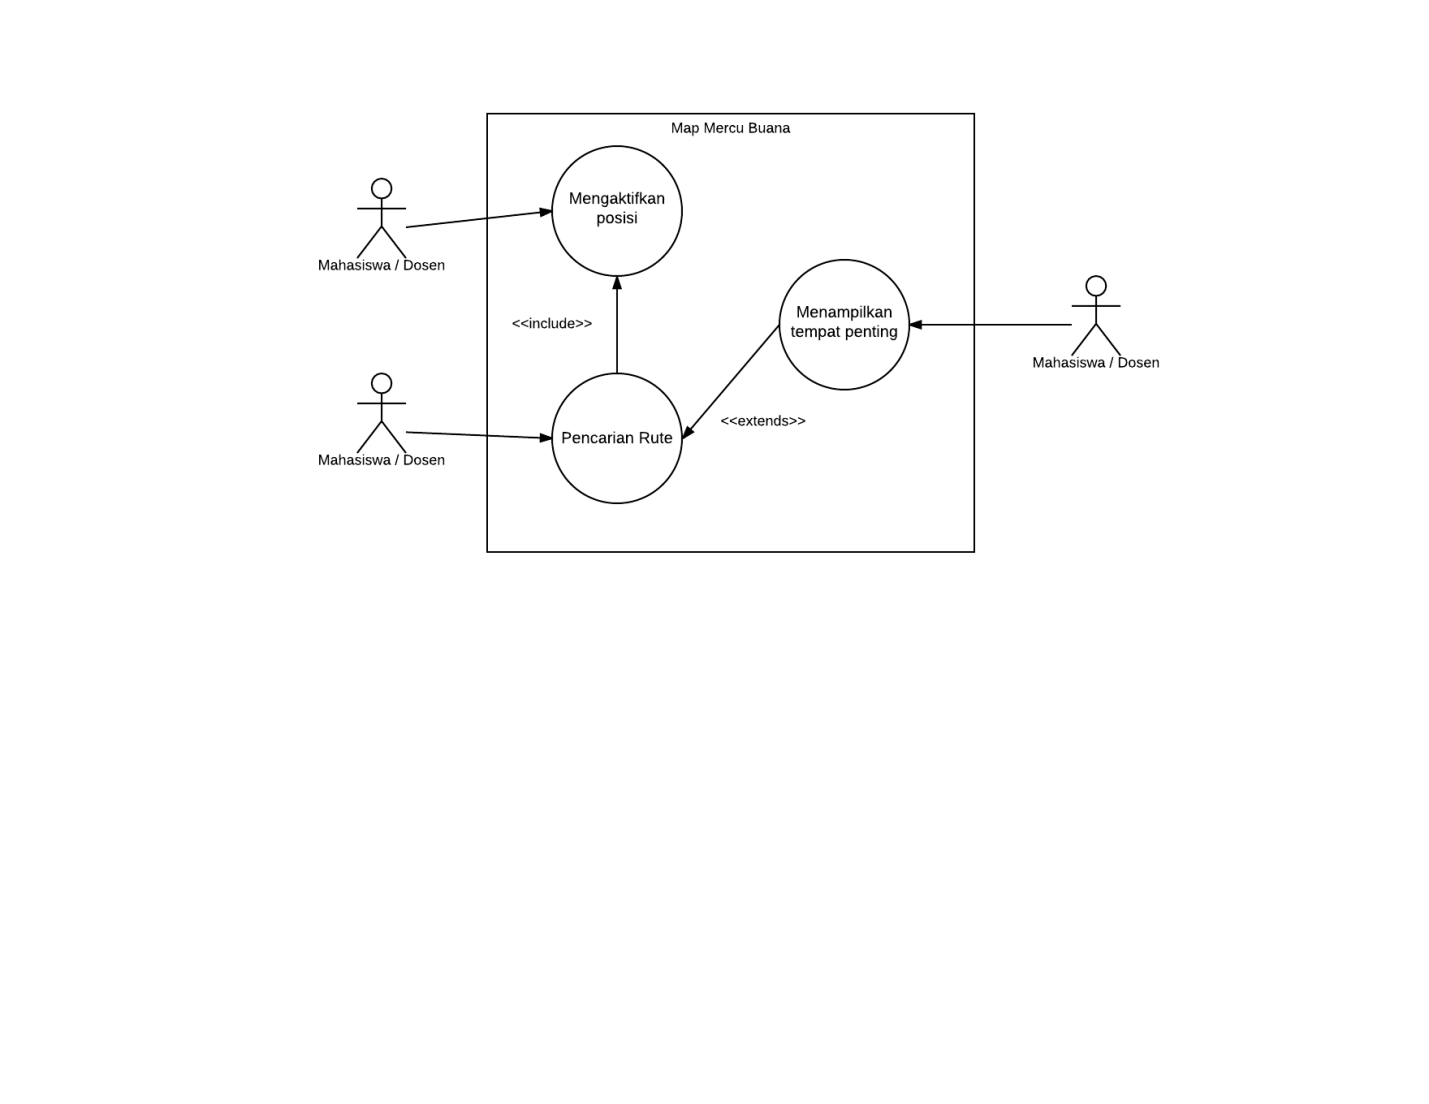 Map Mercu Buana
Mengaktifkan
posisi
Mahasiswa / Dosen
<<include>>
Menampilkan
tempat penting
Mahasiswa / Dosen
<<extends>>
Pencarian Rute
Mahasiswa / Dosen